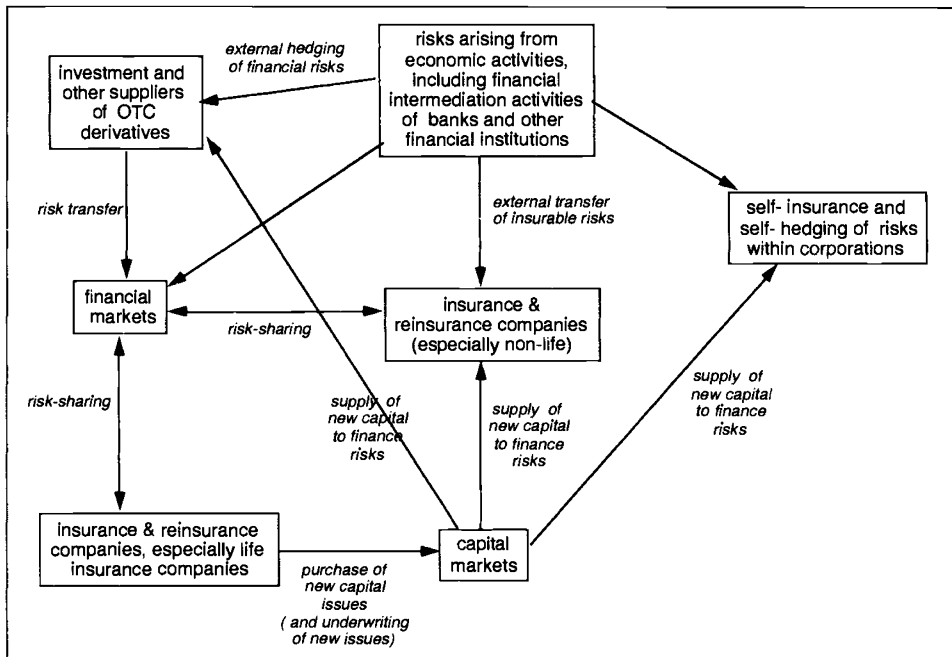 external hedging
of financial risks
risks arising from
economic activities,
including financial
intermediation activities
of banks and other
financial institutions
investment and
other suppliers
of OTC
derivatives
risk transfer
external transfer
of insurable risks
self- insurance and
self- hedging of risks
within corporations
financial
markets
risk-sharing
insurance &
reinsurance companies
(especially non-life)
risk-sharing
supply of
new capital
to finance
risks
supply of
new capital
to finance
risks
supply of
new capital
to finance
risks
insurance & reinsurance
companies, especially life
insurance companies
purchase of
new capital
issues
( and underwriting
of new issues)
capital
markets